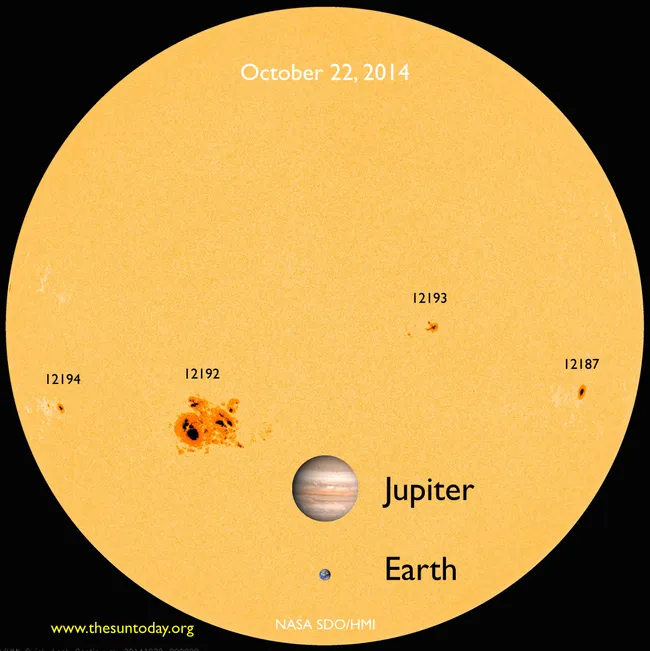 October 22, 2014
12193
12187
12192
12194
Jupiter
Earth
NASA SDO/HMI
www.thesuntoday.org